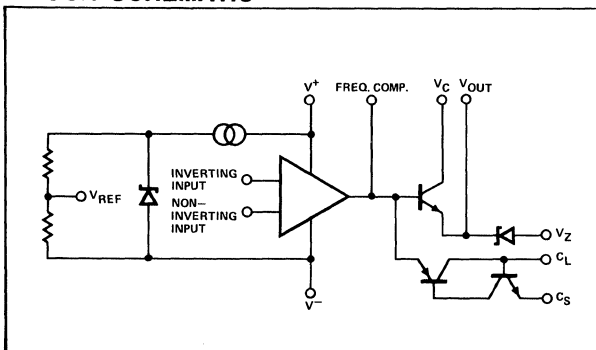 V+
FREQ. COMP.
VC
VOUT
INVERTING
INPUT
VREF
NON-
INVERTING
INPUT
VZ
CL
CS
V-